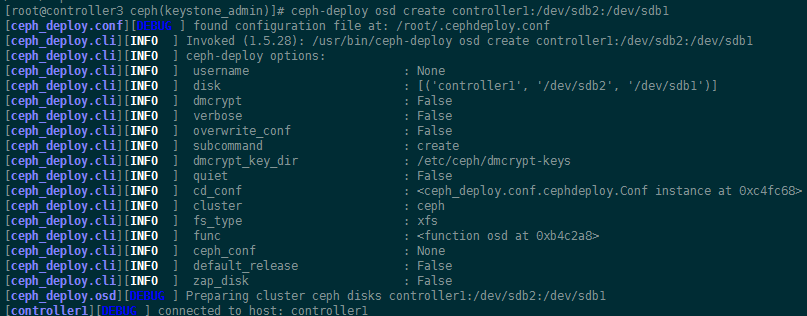 [root@controller3 ceph(keystone_admin)]# ceph-deploy osd create controller1:/dev/sdb2:/dev/sdb1
[ceph_deploy.conf][DEBUG ] found configuration file at: /root/.cephdeploy.conf
[ceph_deploy.cli][INFO  ] Invoked (1.5.28): /usr/bin/ceph-deploy osd create controller1:/dev/sdb2:/dev/sdb1
[ceph_deploy.cli][INFO  ] ceph-deploy options:
[ceph_deploy.cli][INFO  ]  username                      : None
[ceph_deploy.cli][INFO  ]  disk                          : [('controller1', '/dev/sdb2', '/dev/sdb1')]
[ceph_deploy.cli][INFO  ]  dmcrypt                       : False
[ceph_deploy.cli][INFO  ]  verbose                       : False
[ceph_deploy.cli][INFO  ]  overwrite_conf                : False
[ceph_deploy.cli][INFO  ]  subcommand                    : create
[ceph_deploy.cli][INFO  ]  dmcrypt_key_dir               : /etc/ceph/dmcrypt-keys
[ceph_deploy.cli][INFO  ]  quiet                         : False
[ceph_deploy.cli][INFO  ]  cd_conf                       : <ceph_deploy.conf.cephdeploy.Conf instance at 0xc4fc68>
[ceph_deploy.cli][INFO  ]  cluster                       : ceph
[ceph_deploy.cli][INFO  ]  fs_type                       : xfs
[ceph_deploy.cli][INFO  ]  func                          : <function osd at 0xb4c2a8>
[ceph_deploy.cli][INFO  ]  ceph_conf                     : None
[ceph_deploy.cli][INFO  ]  default_release               : False
[ceph_deploy.cli][INFO  ]  zap_disk                      : False
[ceph_deploy.osd][DEBUG ] Preparing cluster ceph disks controller1:/dev/sdb2:/dev/sdb1
[controller1][DEBUG ] connected to host: controller1